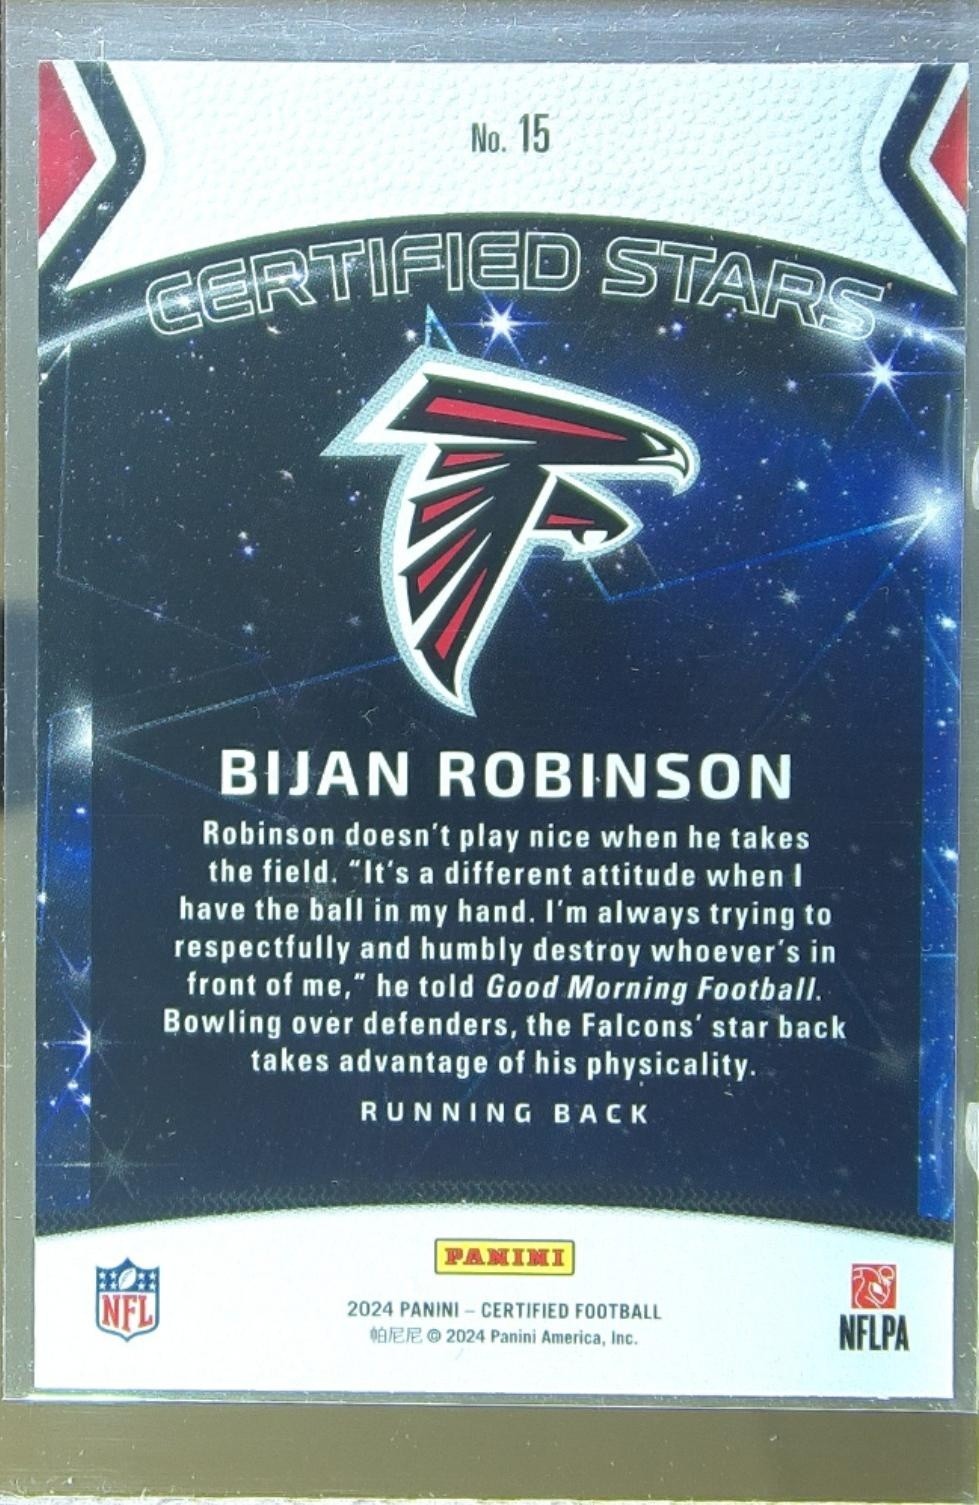 No. 15
CERTIFIED STARS
BIJAN ROBINSON
Robinson doesn't play nice when he takes
the field. “It's a different attitude when I
have the ball in my hand. I'm always trying to
respectfully and humbly destroy whoever's in
front of me,” he told Good Morning Football.
Bowling over defenders, the Falcons' star back
takes advantage of his physicality.
RUNNING BACK
PANINI
NFL
2024 PANINI – CERTIFIED FOOTBALL
帕尼尼 © 2024 Panini America, Inc.
NFLPA